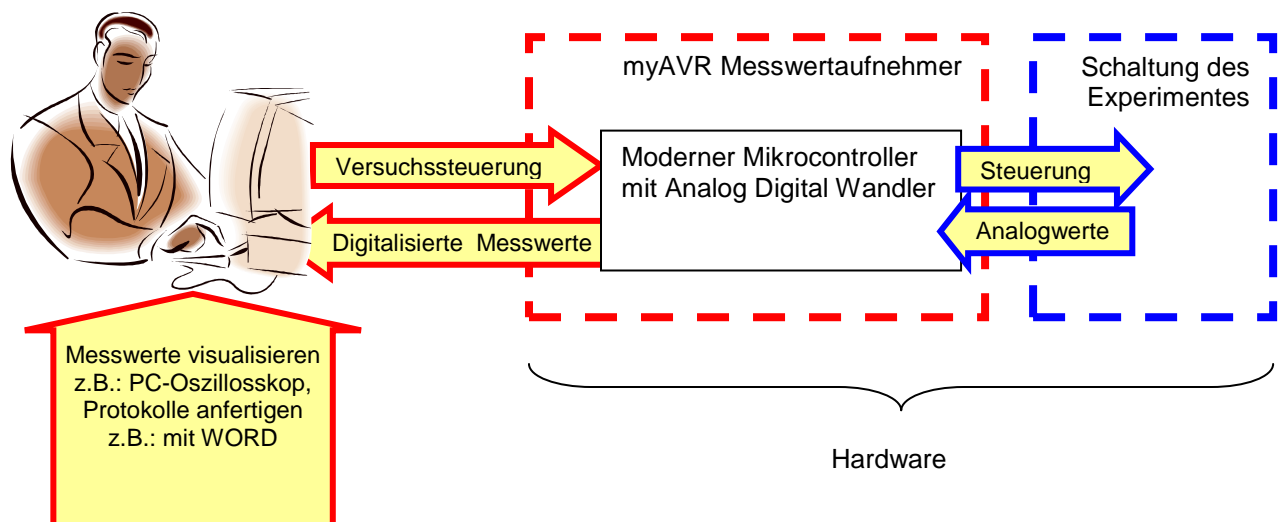 myAVR Messwertaufnehmer
Schaltung des
Experimentes
Versuchssteuerung
Moderner Mikrocontroller
mit Analog Digital Wandler
Steuerung
Digitalisierte Messwerte
Analogwerte
Messwerte visualisieren
z.B.: PC-Oszillosskop,
Protokolle anfertigen
z.B.: mit WORD
Hardware